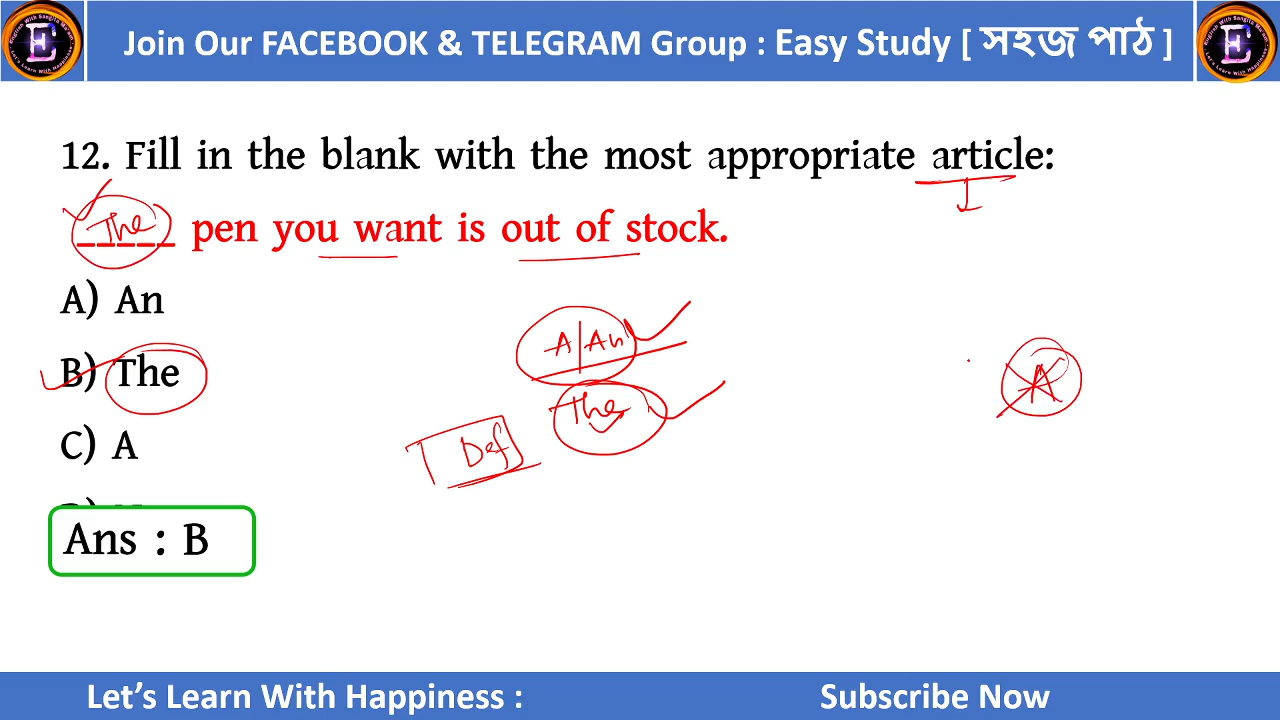 Join Our FACEBOOK & TELEGRAM Group : Easy Study [ সহজ পাঠ ]
E
E
12. Fill in the blank with the most appropriate article:
The
_____ pen you want is out of stock.
A) An
A|An
B) The
A
The
C) A
Def
Ans : B
Let's Learn With Happiness :
Subscribe Now